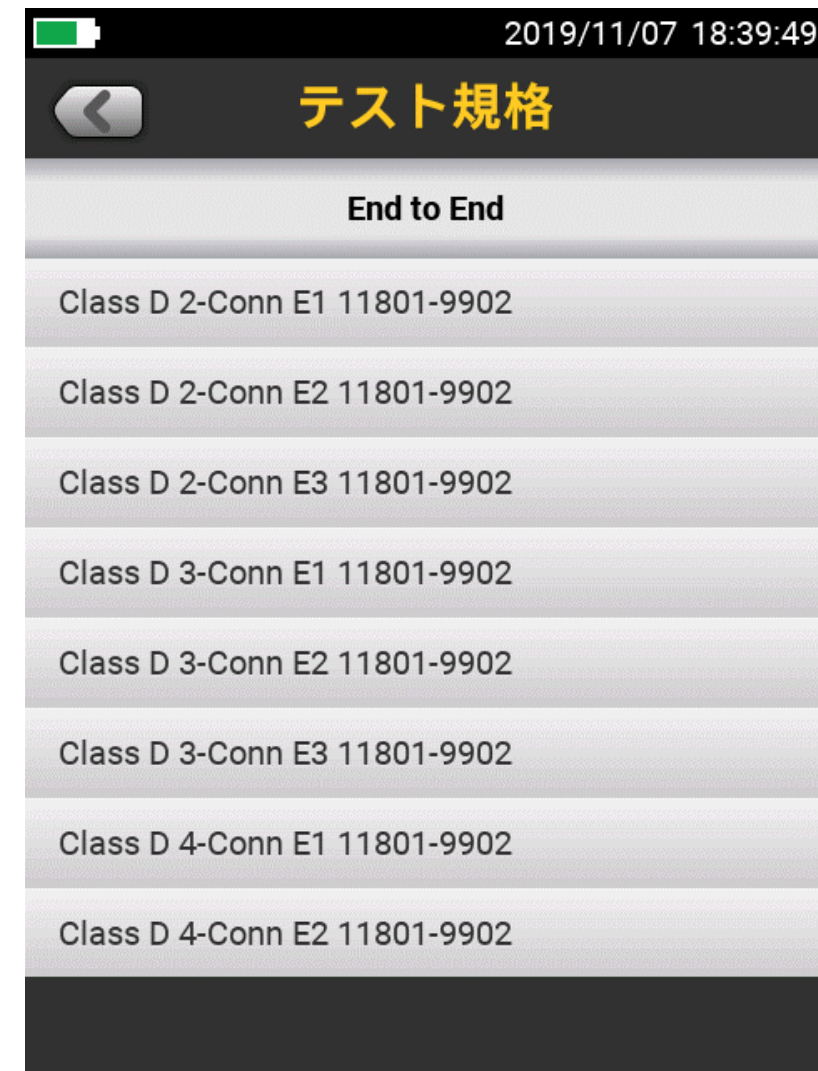 2019/11/07 18:39:49
テスト規格
End to End
Class D 2-Conn E1 11801-9902
Class D 2-Conn E2 11801-9902
Class D 2-Conn E3 11801-9902
Class D 3-Conn E1 11801-9902
Class D 3-Conn E2 11801-9902
Class D 3-Conn E3 11801-9902
Class D 4-Conn E1 11801-9902
Class D 4-Conn E2 11801-9902